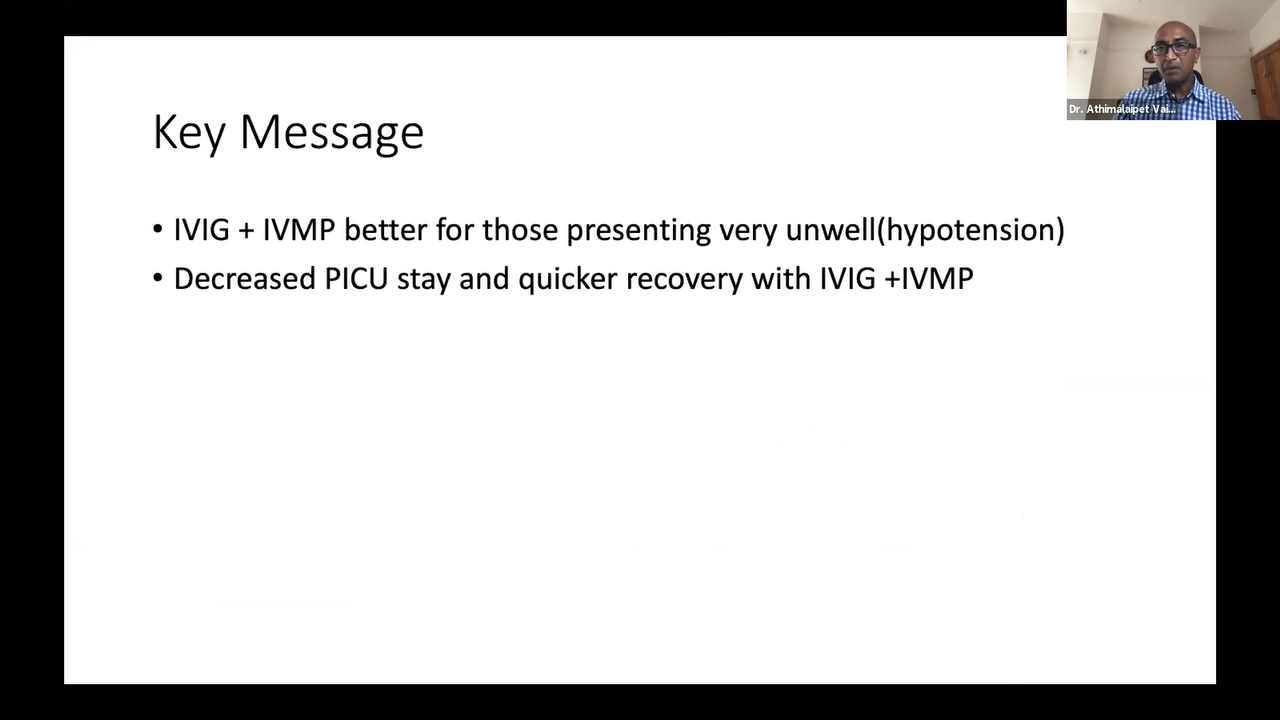 Dr. Athimalaipet Vai...
Key Message
• IVIG + IVMP better for those presenting very unwell(hypotension)
• Decreased PICU stay and quicker recovery with IVIG +IVMP